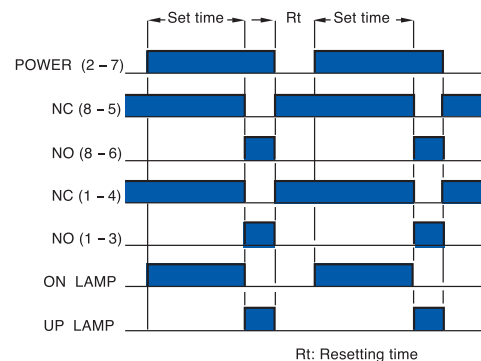 Set time Rt Set time
POWER (2 – 7)
NC (8 – 5)
NO (8 – 6)
NC (1 – 4)
NO (1 – 3)
ON LAMP
UP LAMP
Rt: Resetting time